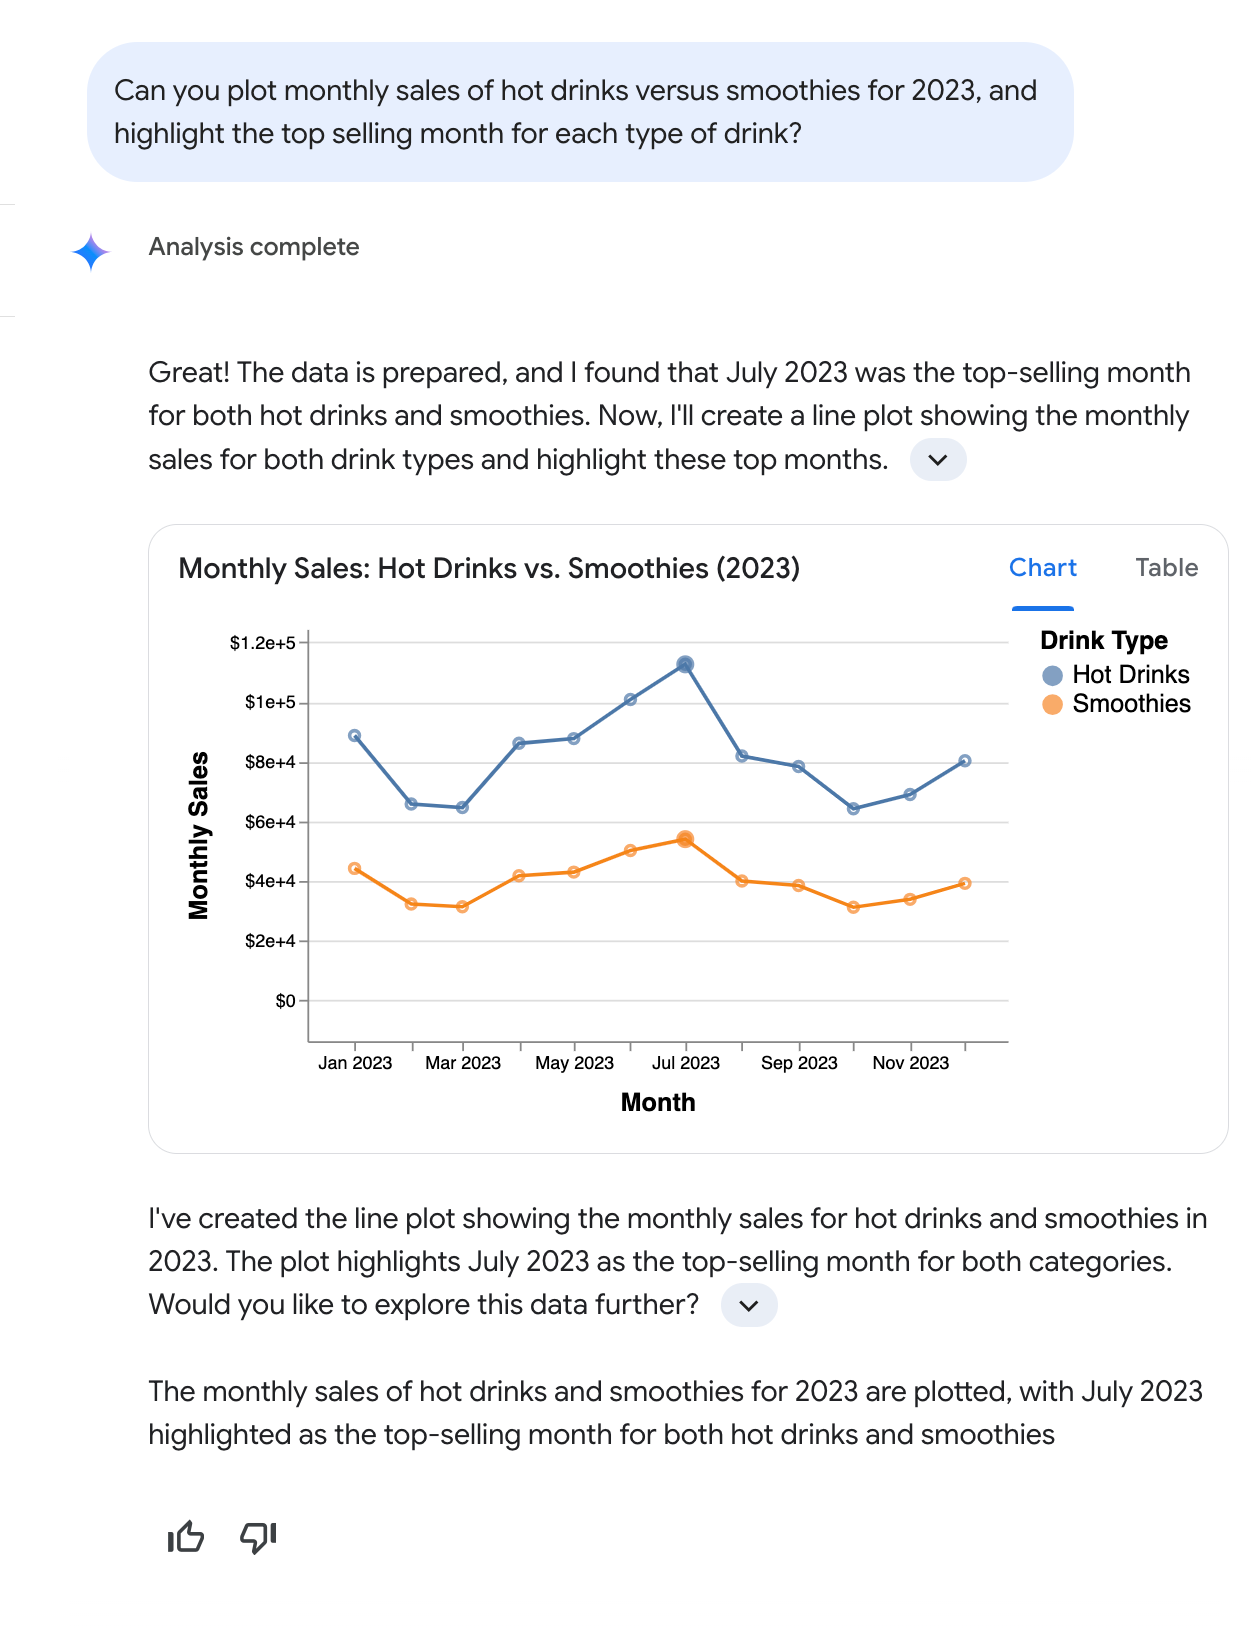 Can you plot monthly sales of hot drinks versus smoothies for 2023, and
highlight the top selling month for each type of drink?
Analysis complete
Great! The data is prepared, and I found that July 2023 was the top-selling month
for both hot drinks and smoothies. Now, I'll create a line plot showing the monthly
sales for both drink types and highlight these top months.
Monthly Sales: Hot Drinks vs. Smoothies (2023)
Chart
Table
Drink Type
Hot Drinks
Smoothies
Monthly Sales
$1.2e+5
$1e+5
$8e+4
$6e+4
$4e+4
$2e+4
$0
Jan 2023 Mar 2023 May 2023 Jul 2023 Sep 2023 Nov 2023
Month
I've created the line plot showing the monthly sales for hot drinks and smoothies in
2023. The plot highlights July 2023 as the top-selling month for both categories.
Would you like to explore this data further?
The monthly sales of hot drinks and smoothies for 2023 are plotted, with July 2023
highlighted as the top-selling month for both hot drinks and smoothies